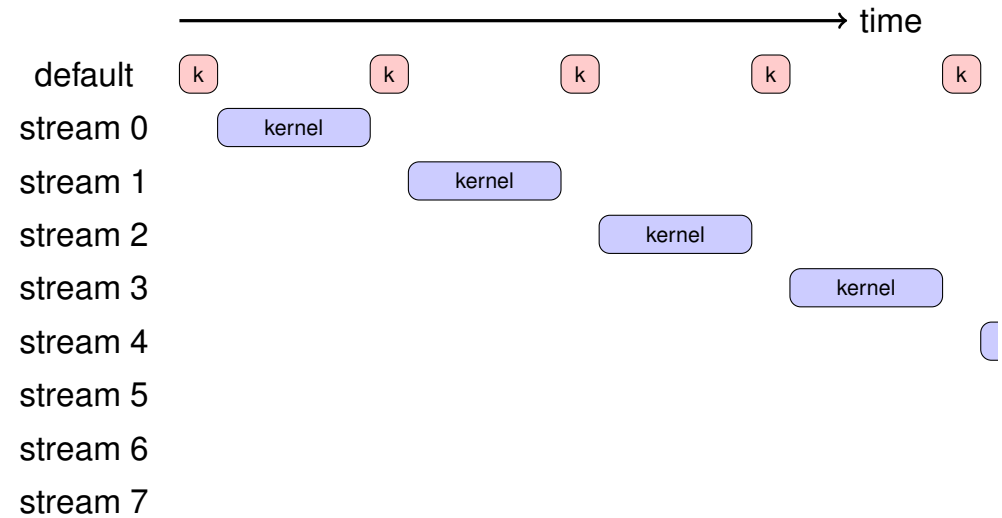 time
default k k k k k
stream 0 kernel
stream 1 kernel
stream 2 kernel
stream 3 kernel
stream 4
stream 5
stream 6
stream 7